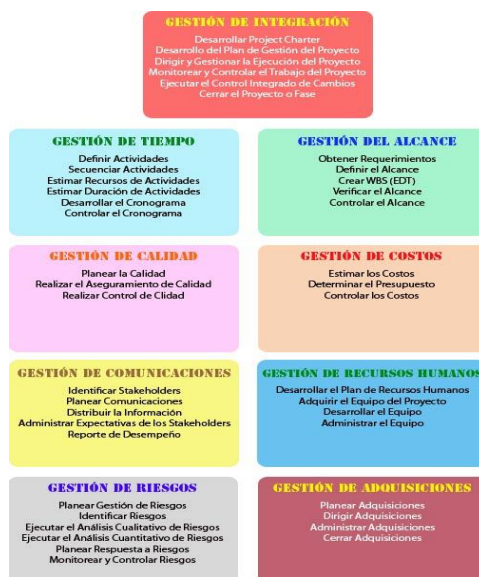 GESTIÓN DE INTEGRACIÓN
Desarrollar Project Charter
Desarrollo del Plan de Gestión del Proyecto
Dirigir y Gestionar la Ejecución del Proyecto
Monitorear y Controlar el Trabajo del Proyecto
Ejecutar el Control Integrado de Cambios
Cerrar el Proyecto o Fase
GESTIÓN DE TIEMPO
Definir Actividades
Secuenciar Actividades
Estimar Recursos de Actividades
Estimar Duración de Actividades
Desarrollar el Cronograma
Controlar el Cronograma
GESTIÓN DEL ALCANCE
Obtener Requerimientos
Definir el Alcance
Crear WBS (EDT)
Verificar el Alcance
Controlar el Alcance
GESTIÓN DE CALIDAD
Planear la Calidad
Realizar el Aseguramiento de Calidad
Realizar Control de Clidad
GESTIÓN DE COSTOS
Estimar los Costos
Determinar el Presupuesto
Controlar los Costos
GESTIÓN DE COMUNICACIONES
Identificar Stakeholders
Planear Comunicaciones
Distribuir la Información
Administrar Expectativas de los Stakeholders
Reporte de Desempeño
GESTIÓN DE RECURSOS HUMANOS
Desarrollar el Plan de Recursos Humanos
Adquirir el Equipo del Proyecto
Desarrollar el Equipo
Administrar el Equipo
GESTIÓN DE RIESGOS
Planear Gestión de Riesgos
Identificar Riesgos
Ejecutar el Análisis Cualitativo de Riesgos
Ejecutar el Análisis Cuantitativo de Riesgos
Planear Respuesta a Riesgos
Monitorear y Controlar Riesgos
GESTIÓN DE ADQUISICIONES
Planear Adquisiciones
Dirigir Adquisiciones
Administrar Adquisiciones
Cerrar Adquisiciones